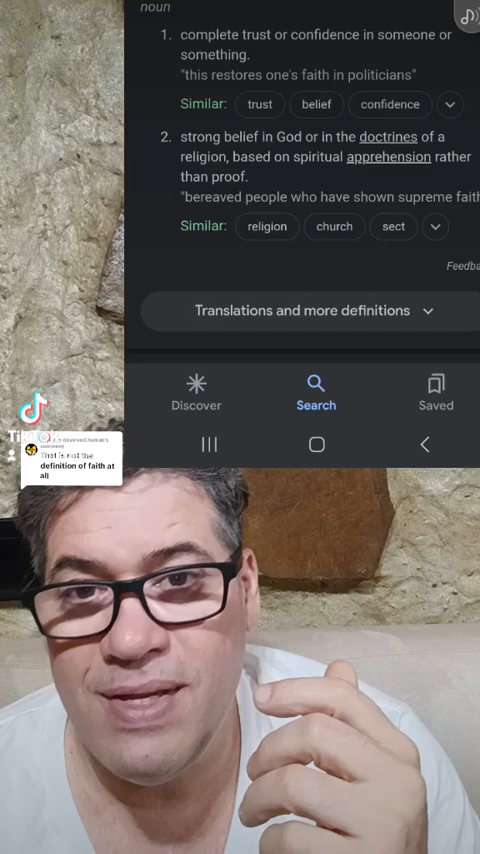 noun
1. complete trust or confidence in someone or
something.
"this restores one's faith in politicians"
Similar: trust belief confidence
2. strong belief in God or in the doctrines of a
religion, based on spiritual apprehension rather
than proof.
"bereaved people who have shown supreme faith
Similar: religion church sect
Feedba
Translations and more definitions
Discover Search Saved
TikTok
comment
That is not the
definition of faith at
all